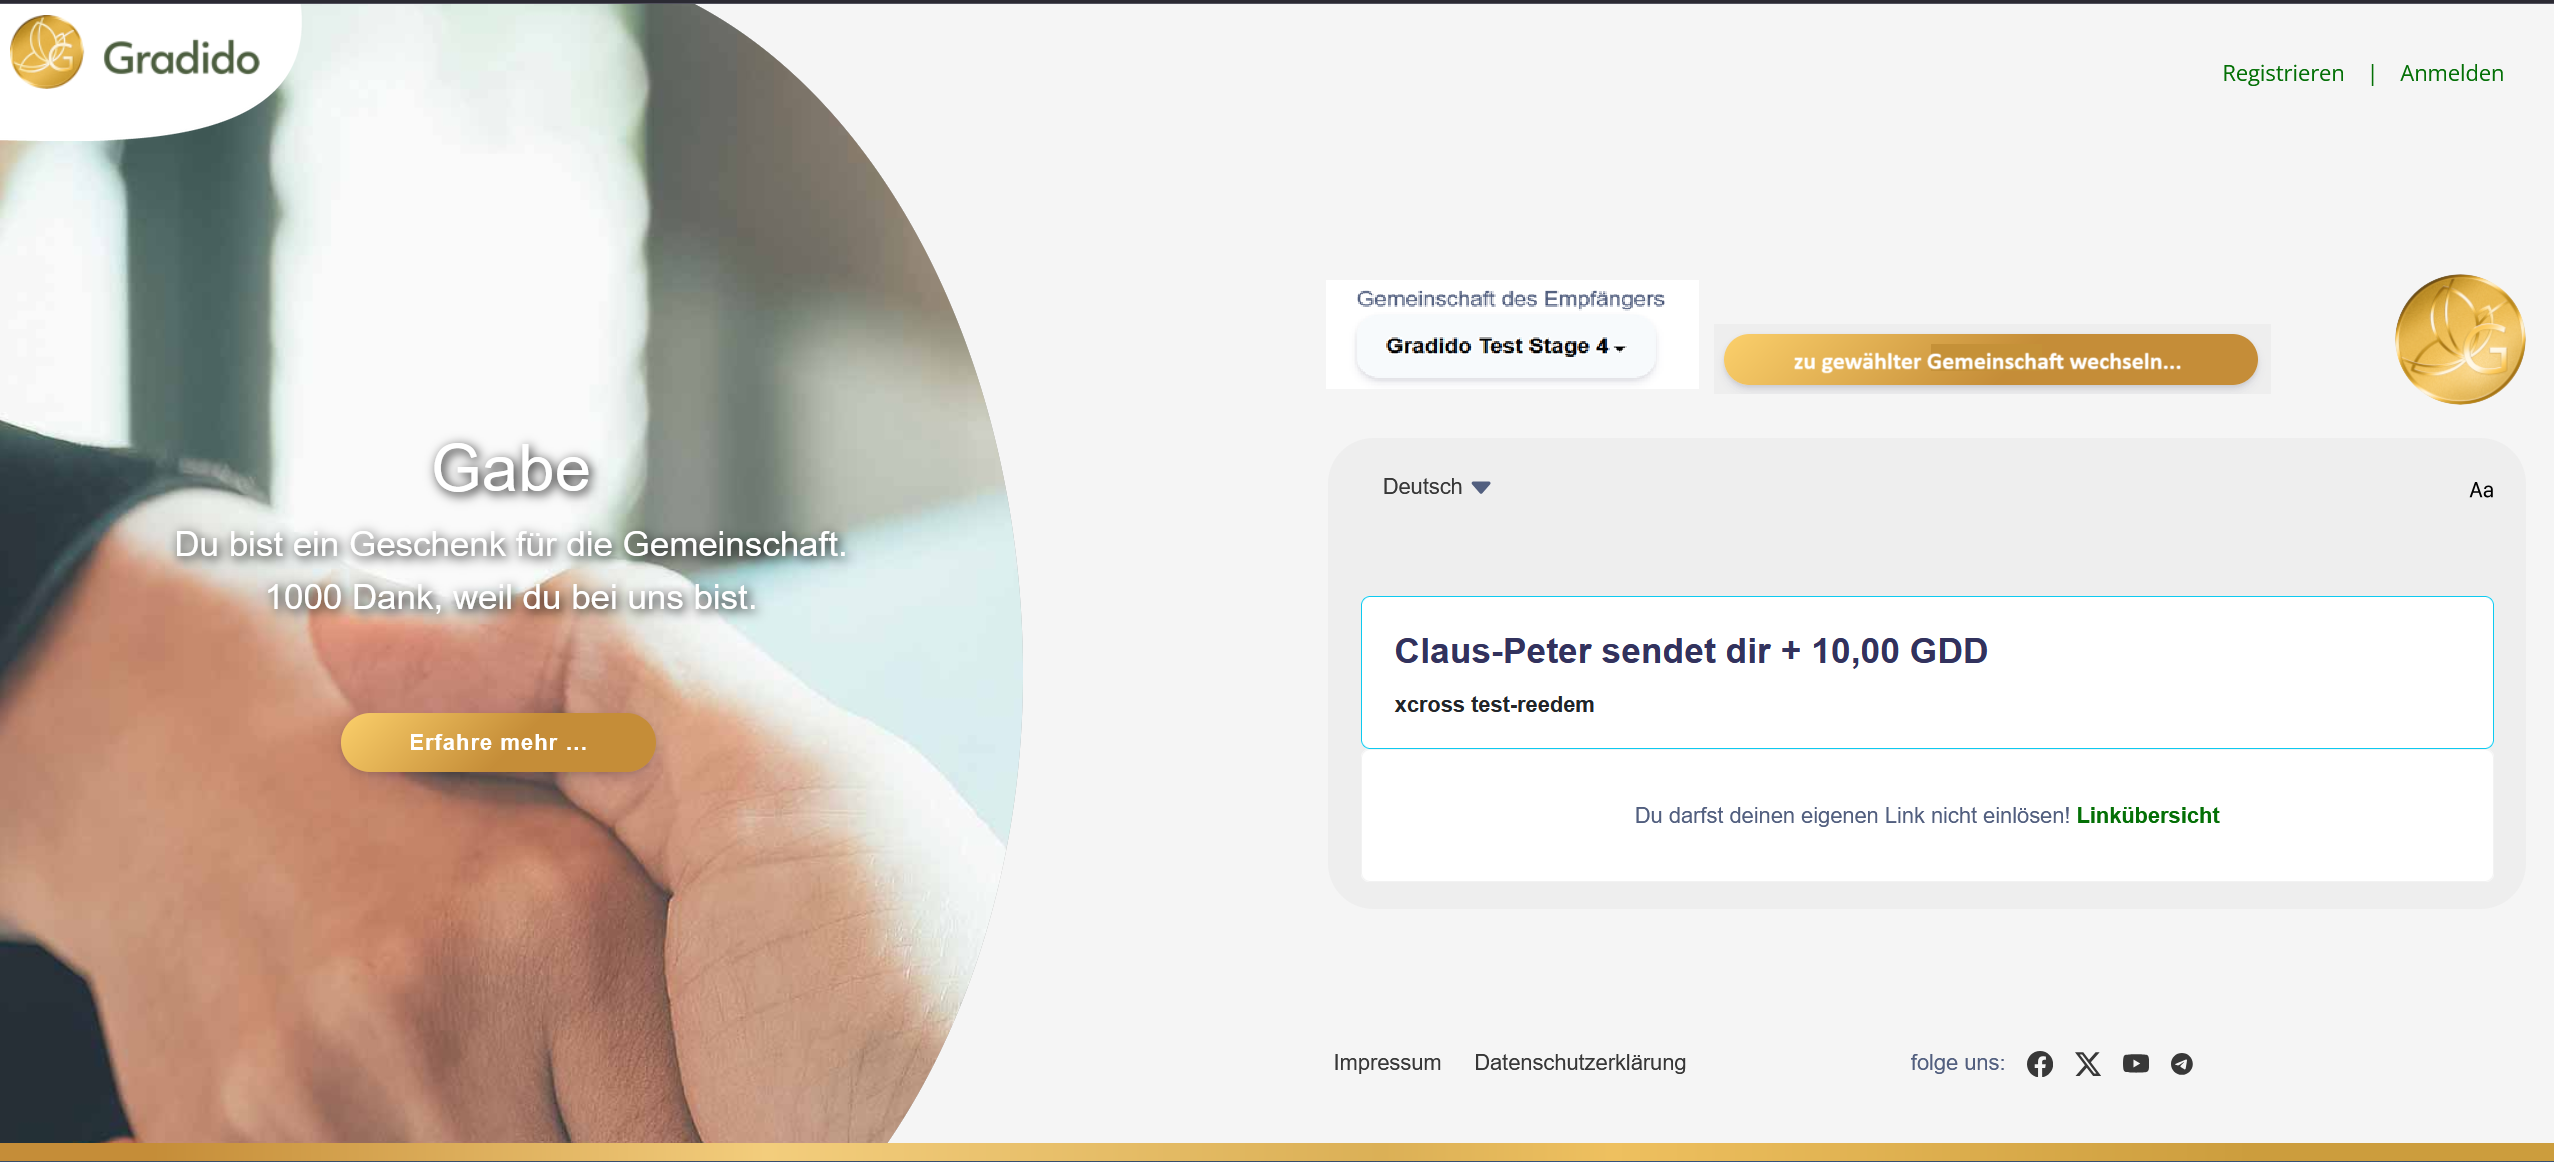 Gradido
Registrieren | Anmelden
Gemeinschaft des Empfängers
Gradido Test Stage 4
zu gewählter Gemeinschaft wechseln...
Gabe
Du bist ein Geschenk für die Gemeinschaft.
1000 Dank, weil du bei uns bist.
Erfahre mehr ...
Deutsch
Aa
Claus-Peter sendet dir + 10,00 GDD
xcross test-reedem
Du darfst deinen eigenen Link nicht einlösen! Linkübersicht
Impressum Datenschutzerklärung folge uns: